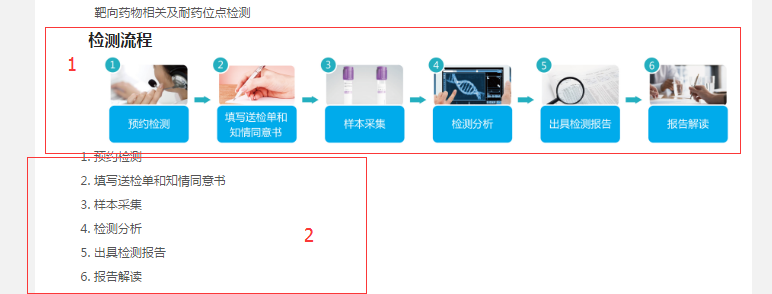 靶向药物相关及耐药位点检测
检测流程
1
1
2
3
4
5
6
预约检测
填写送检单和
知情同意书
样本采集
检测分析
出具检测报告
报告解读
1. 预约检测
2. 填写送检单和知情同意书
3. 样本采集
4. 检测分析
2
5. 出具检测报告
6. 报告解读